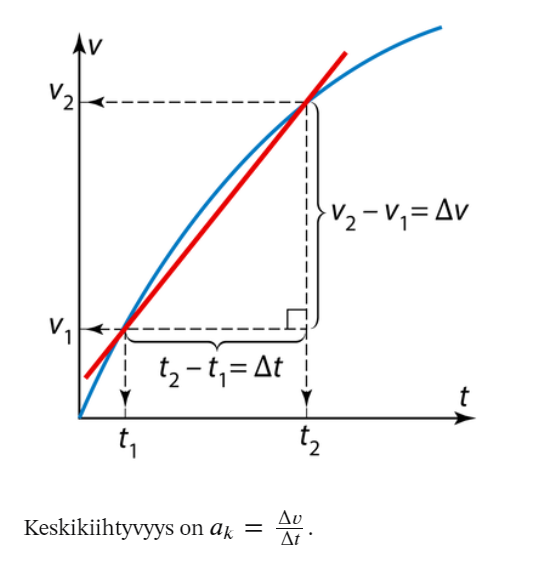 v
v₂
v₂ – v₁ = Δv
v₁
t₂ – t₁ = Δt
t
t₁
t₂
Keskikiihtyvyys on aₖ = Δv/Δt.